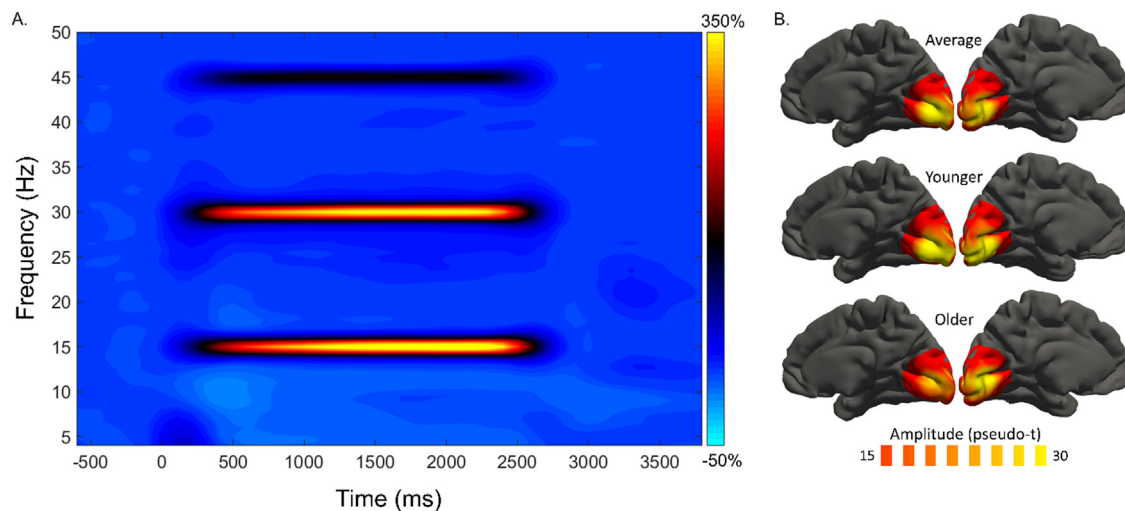 A.
50
45
40
35
30
25
20
15
10
5
Frequency (Hz)
-500 0 500 1000 1500 2000 2500 3000 3500
Time (ms)
350%
-50%
B.
Average
Younger
Older
Amplitude (pseudo-t)
15 30